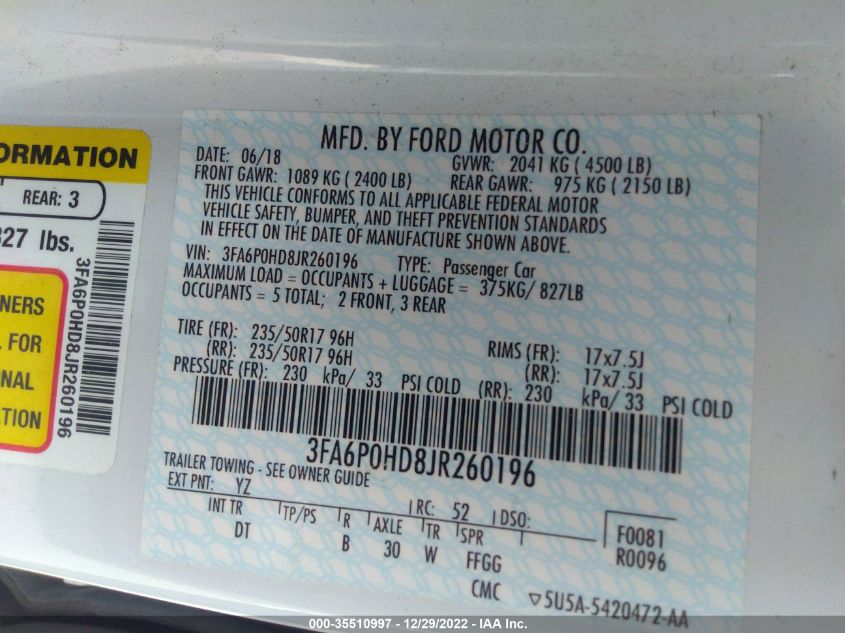 ORMATION
REAR: 3
327 lbs.
NERS
FOR
NAL
ATION
3FA6P0HD8JR260196
MFD. BY FORD MOTOR CO.
DATE: 06/18 GVWR: 2041 KG ( 4500 LB)
FRONT GAWR: 1089 KG ( 2400 LB) REAR GAWR: 975 KG ( 2150 LB)
THIS VEHICLE CONFORMS TO ALL APPLICABLE FEDERAL MOTOR
VEHICLE SAFETY, BUMPER, AND THEFT PREVENTION STANDARDS
IN EFFECT ON THE DATE OF MANUFACTURE SHOWN ABOVE.
VIN: 3FA6P0HD8JR260196 TYPE: Passenger Car
MAXIMUM LOAD = OCCUPANTS + LUGGAGE = 375KG/ 827LB
OCCUPANTS = 5 TOTAL; 2 FRONT, 3 REAR
TIRE (FR): 235/50R17 96H RIMS (FR): 17x7.5J
(RR): 235/50R17 96H (RR): 17x7.5J
PRESSURE (FR): 230 kPa/ 33 PSI COLD (RR): 230 kPa/ 33 PSI COLD
3FA6P0HD8JR260196
TRAILER TOWING - SEE OWNER GUIDE
EXT PNT: YZ RC: 52 DSO:
INT TR TP/PS R AXLE TR SPR F0081
DT B 30 W FFGG R0096
CMC ▽5U5A-5420472-AA
000-35510997 - 12/29/2022 - IAA Inc.